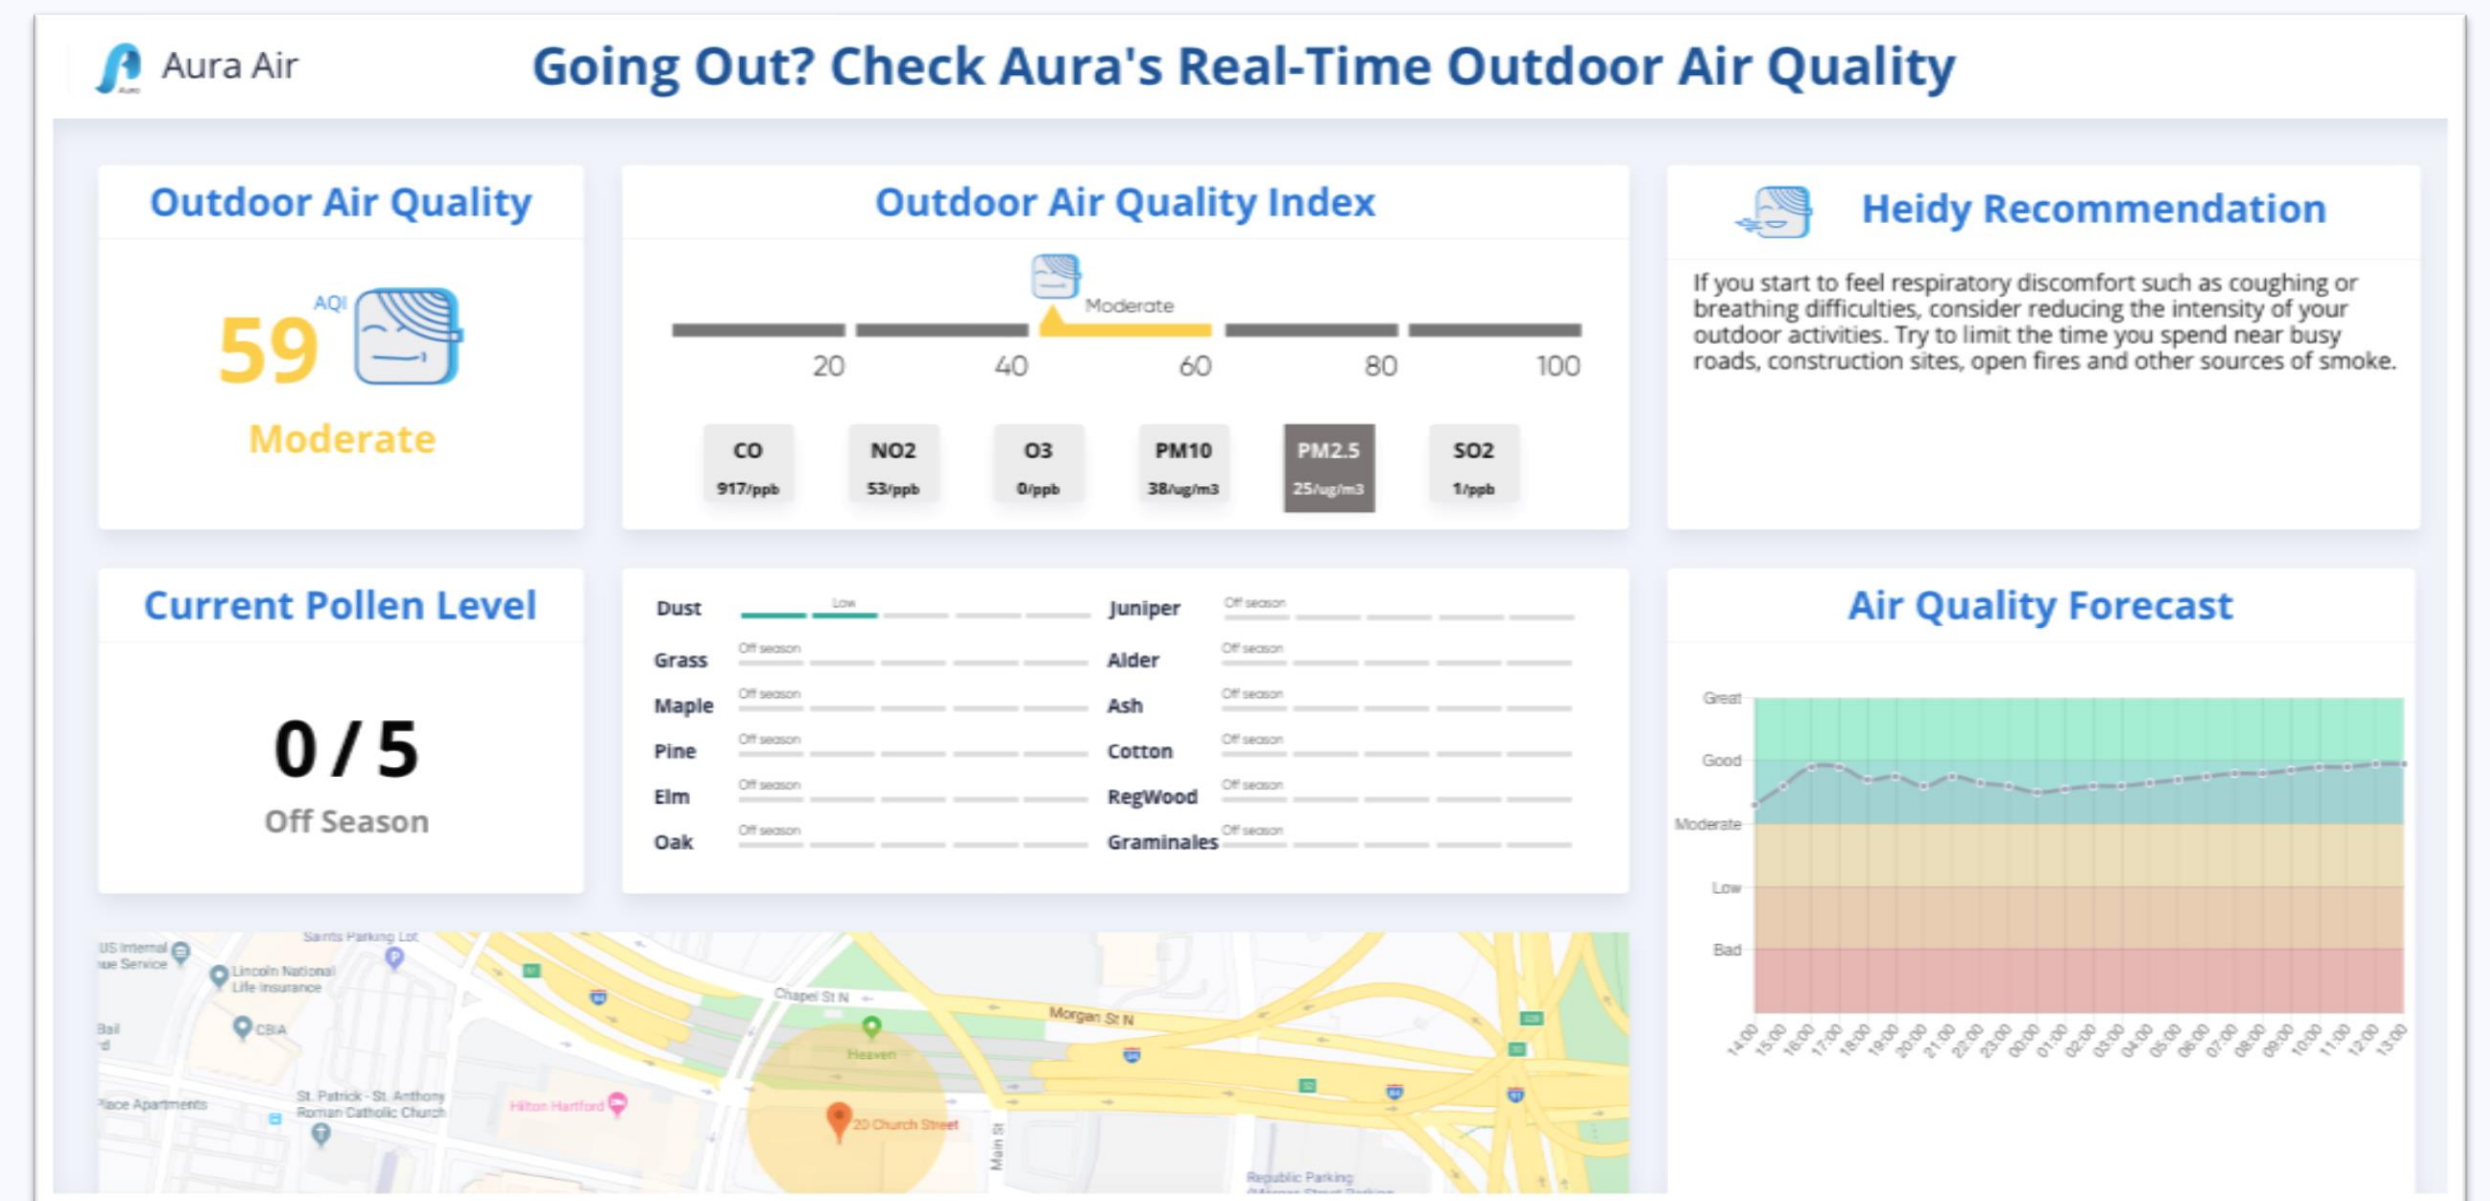 Aura Air
Going Out? Check Aura's Real-Time Outdoor Air Quality
Outdoor Air Quality
59
AQI
Moderate
Outdoor Air Quality Index
Moderate
20 40 60 80 100
CO NO2 O3 PM10 PM2.5 SO2
917/ppb 53/ppb 0/ppb 38/ug/m3 25/ug/m3 1/ppb
Heidy Recommendation
If you start to feel respiratory discomfort such as coughing or
breathing difficulties, consider reducing the intensity of your
outdoor activities. Try to limit the time you spend near busy
roads, construction sites, open fires and other sources of smoke.
Current Pollen Level
0/5
Off Season
Dust Low
Grass Off season
Maple Off season
Pine Off season
Elm Off season
Oak Off season
Juniper Off season
Alder Off season
Ash Off season
Cotton Off season
RegWood Off season
Graminales Off season
Air Quality Forecast
Great
Good
Moderate
Low
Bad
14:00 15:00 16:00 17:00 18:00 19:00 20:00 21:00 22:00 23:00 00:00 01:00 02:00 03:00 04:00 05:00 06:00 07:00 08:00 09:00 10:00 11:00 12:00 13:00
Saints Parking Lot
US Internal
nue Service
Lincoln National
Life Insurance
Chapel St N
Morgan St N
CBIA
Heaven
Place Apartments
St. Patrick - St. Anthony
Roman Catholic Church
Hilton Hartford
20 Church Street
Main St
Republic Parking